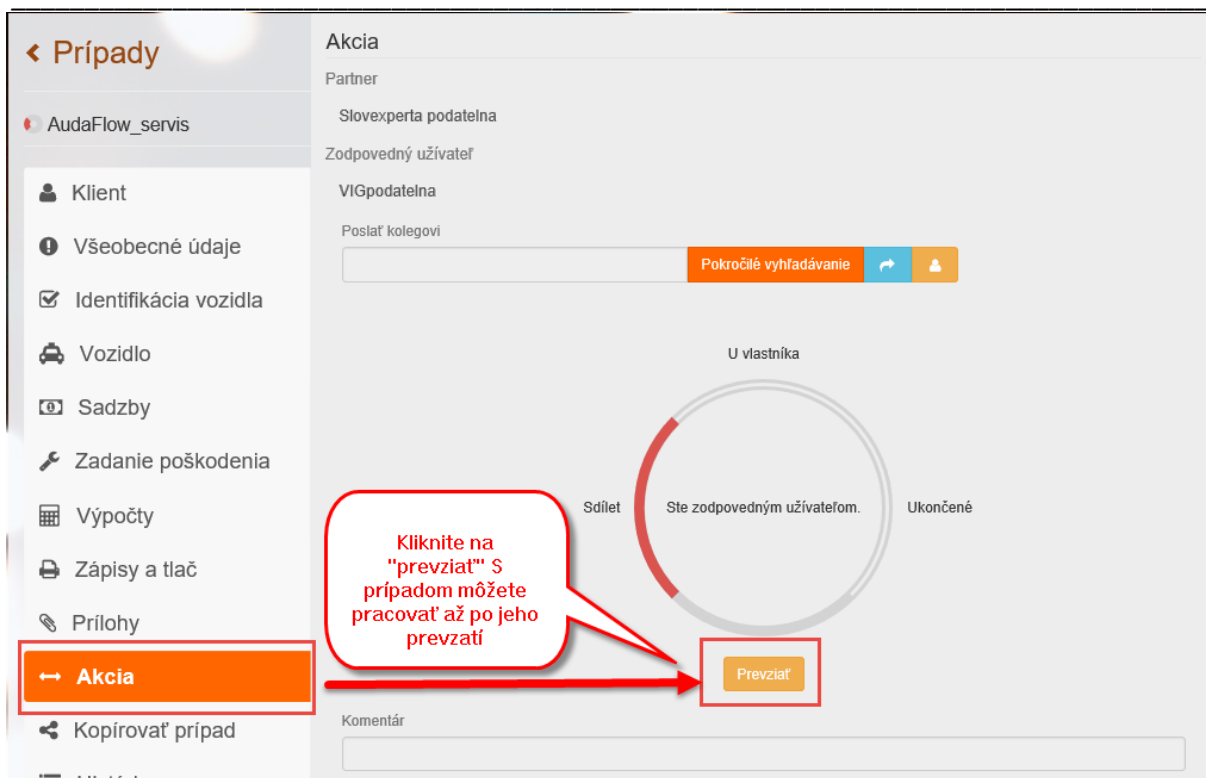 Prípady
AudaFlow_servis
Klient
Všeobecné údaje
Identifikácia vozidla
Vozidlo
Sadzby
Zadanie poškodenia
Výpočty
Zápisy a tlač
Prílohy
Akcia
Kopírovať prípad
Akcia
Partner
Slovexperta podatelna
Zodpovedný užívateľ
VIGpodatelna
Poslať kolegovi
Pokročilé vyhľadávanie
U vlastníka
Sdílet
Ste zodpovedným užívateľom.
Ukončené
Kliknite na
"prevziať" S
prípadom môžete
pracovať až po jeho
prevzatí
Prevziať
Komentár